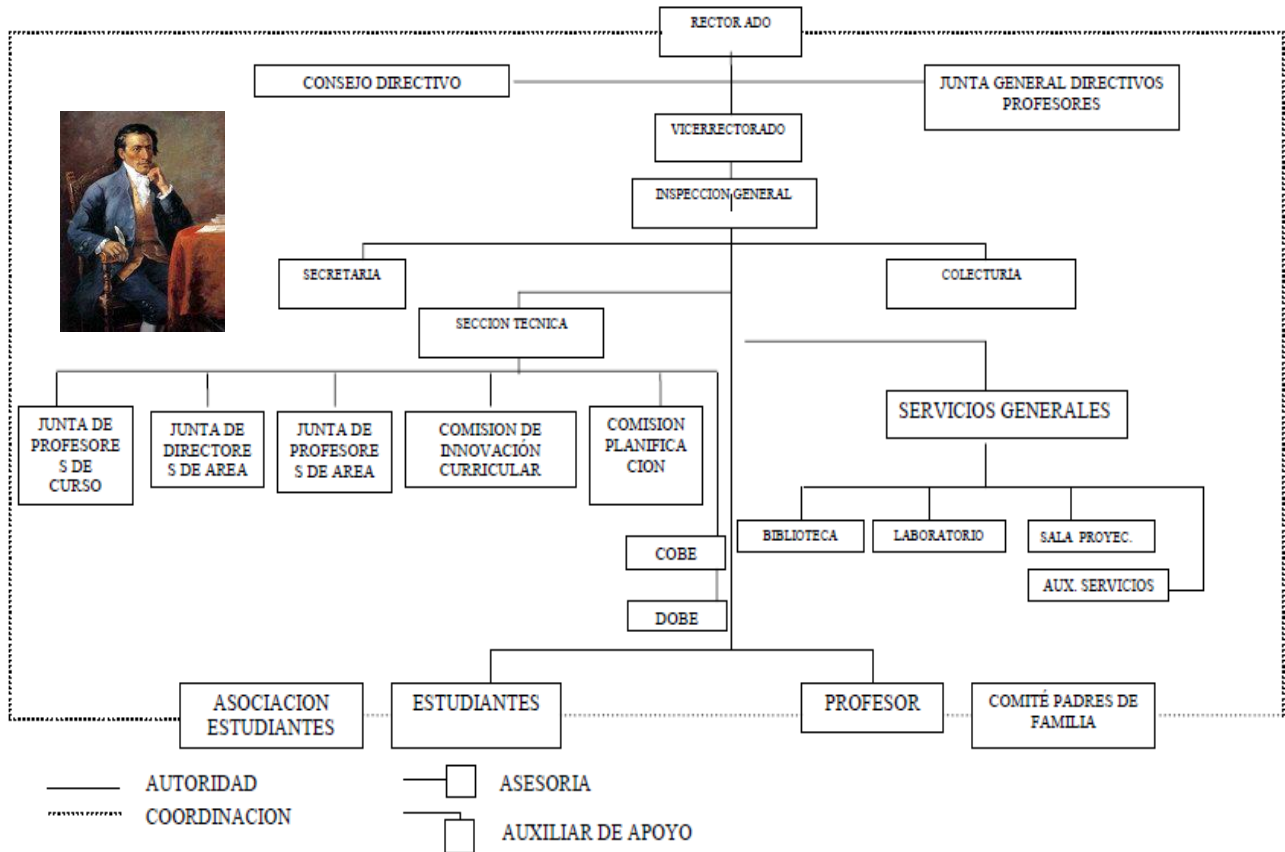 RECTOR ADO
CONSEJO DIRECTIVO
JUNTA GENERAL DIRECTIVOS
PROFESORES
VICERRECTORADO
INSPECCION GENERAL
SECRETARIA
COLECTURIA
SECCION TECNICA
SERVICIOS GENERALES
JUNTA DE
PROFESORE
S DE
CURSO
JUNTA DE
DIRECTORE
S DE AREA
JUNTA DE
PROFESORE
S DE AREA
COMISION DE
INNOVACIÓN
CURRICULAR
COMISION
PLANIFICA
CION
BIBLIOTECA
LABORATORIO
SALA PROYEC.
COBE
AUX. SERVICIOS
DOBE
ASOCIACION
ESTUDIANTES
ESTUDIANTES
PROFESOR
COMITÉ PADRES DE
FAMILIA
AUTORIDAD
ASESORIA
COORDINACION
AUXILIAR DE APOYO